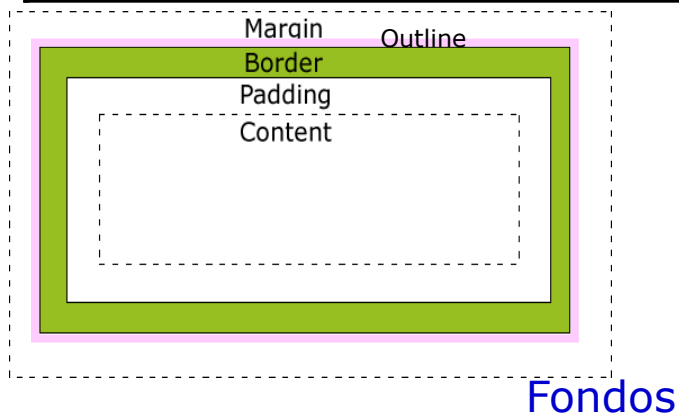 Margin
Outline
Border
Padding
Content
Fondos